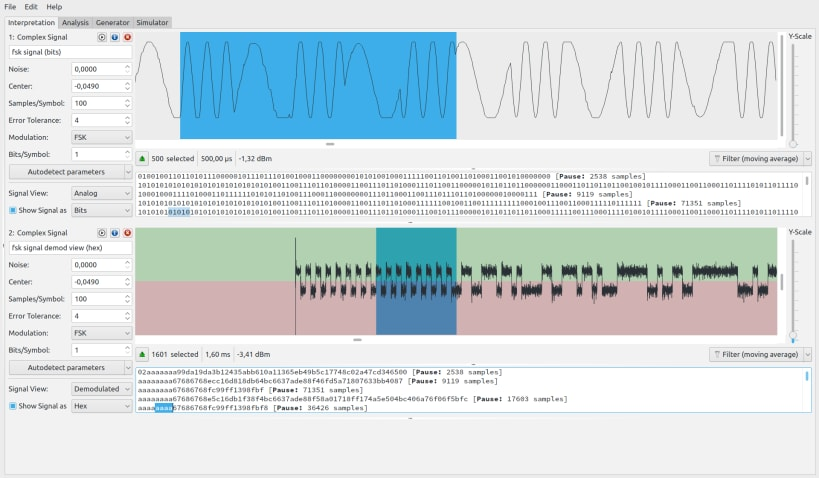 File Edit Help
Interpretation Analysis Generator Simulator
1: Complex Signal
fsk signal (bits)
Noise: 0,0000
Center: -0,0490
Samples/Symbol: 100
Error Tolerance: 4
Modulation: FSK
Bits/Symbol: 1
Autodetect parameters
Signal View: Analog
Show Signal as Bits
Y-Scale
500 selected 500,00 µs -1,32 dBm Filter (moving average)
[Pause: 2538 samples]
[Pause: 9119 samples]
[Pause: 71351 samples]
2: Complex Signal
fsk signal demod view (hex)
Noise: 0,0000
Center: -0,0490
Samples/Symbol: 100
Error Tolerance: 4
Modulation: FSK
Bits/Symbol: 1
Autodetect parameters
Signal View: Demodulated
Show Signal as Hex
Y-Scale
1601 selected 1,60 ms -3,41 dBm Filter (moving average)
02aaaaaaa99da19da3b12435abb610a11365eb49b5c17748c02a47cd346500 [Pause: 2538 samples]
aaaaaaaa67686768ecc16d818db64bc6637ade88f46fd5a71807633bb4087 [Pause: 9119 samples]
aaaaaaaa67686768fc99ff1398fbf [Pause: 71351 samples]
aaaaaaaa67686768e5c16db1f38f4bc6637ade88f58a01718ff174a5e504bc406a76f06f5bfc [Pause: 17603 samples]
aaaaaaaa67686768fc99ff1398fbf8 [Pause: 36426 samples]